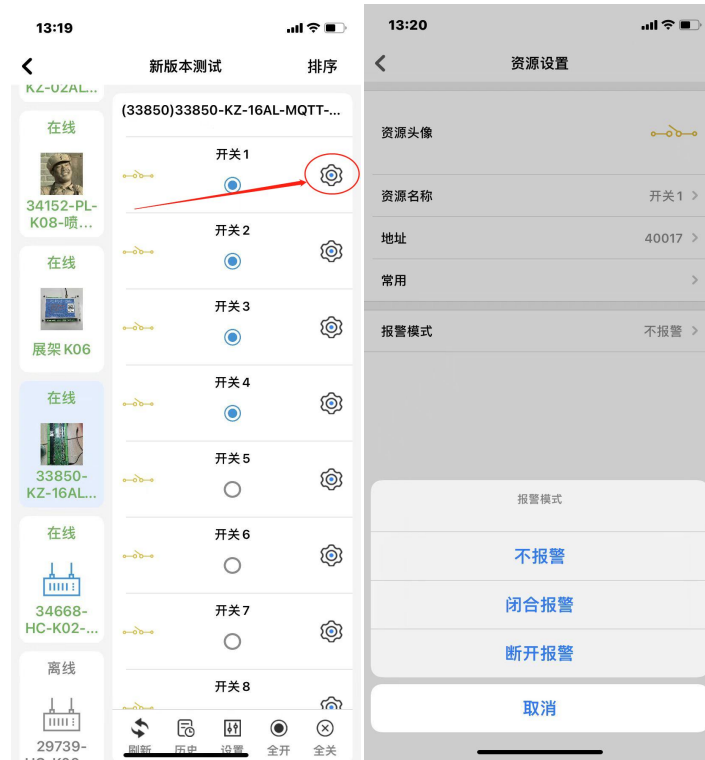 13:19
新版本测试
排序
KZ-02AL...
在线
34152-PL-
K08-喷...
在线
展架K06
在线
33850-
KZ-16AL...
在线
34668-
HC-K02-...
离线
29739-
(33850)33850-KZ-16AL-MQTT-...
开关1
开关2
开关3
开关4
开关5
开关6
开关7
开关8
刷新
历史
设置
全开
全关
13:20
资源设置
资源头像
资源名称
开关1
地址
40017
常用
报警模式
不报警
报警模式
不报警
闭合报警
断开报警
取消